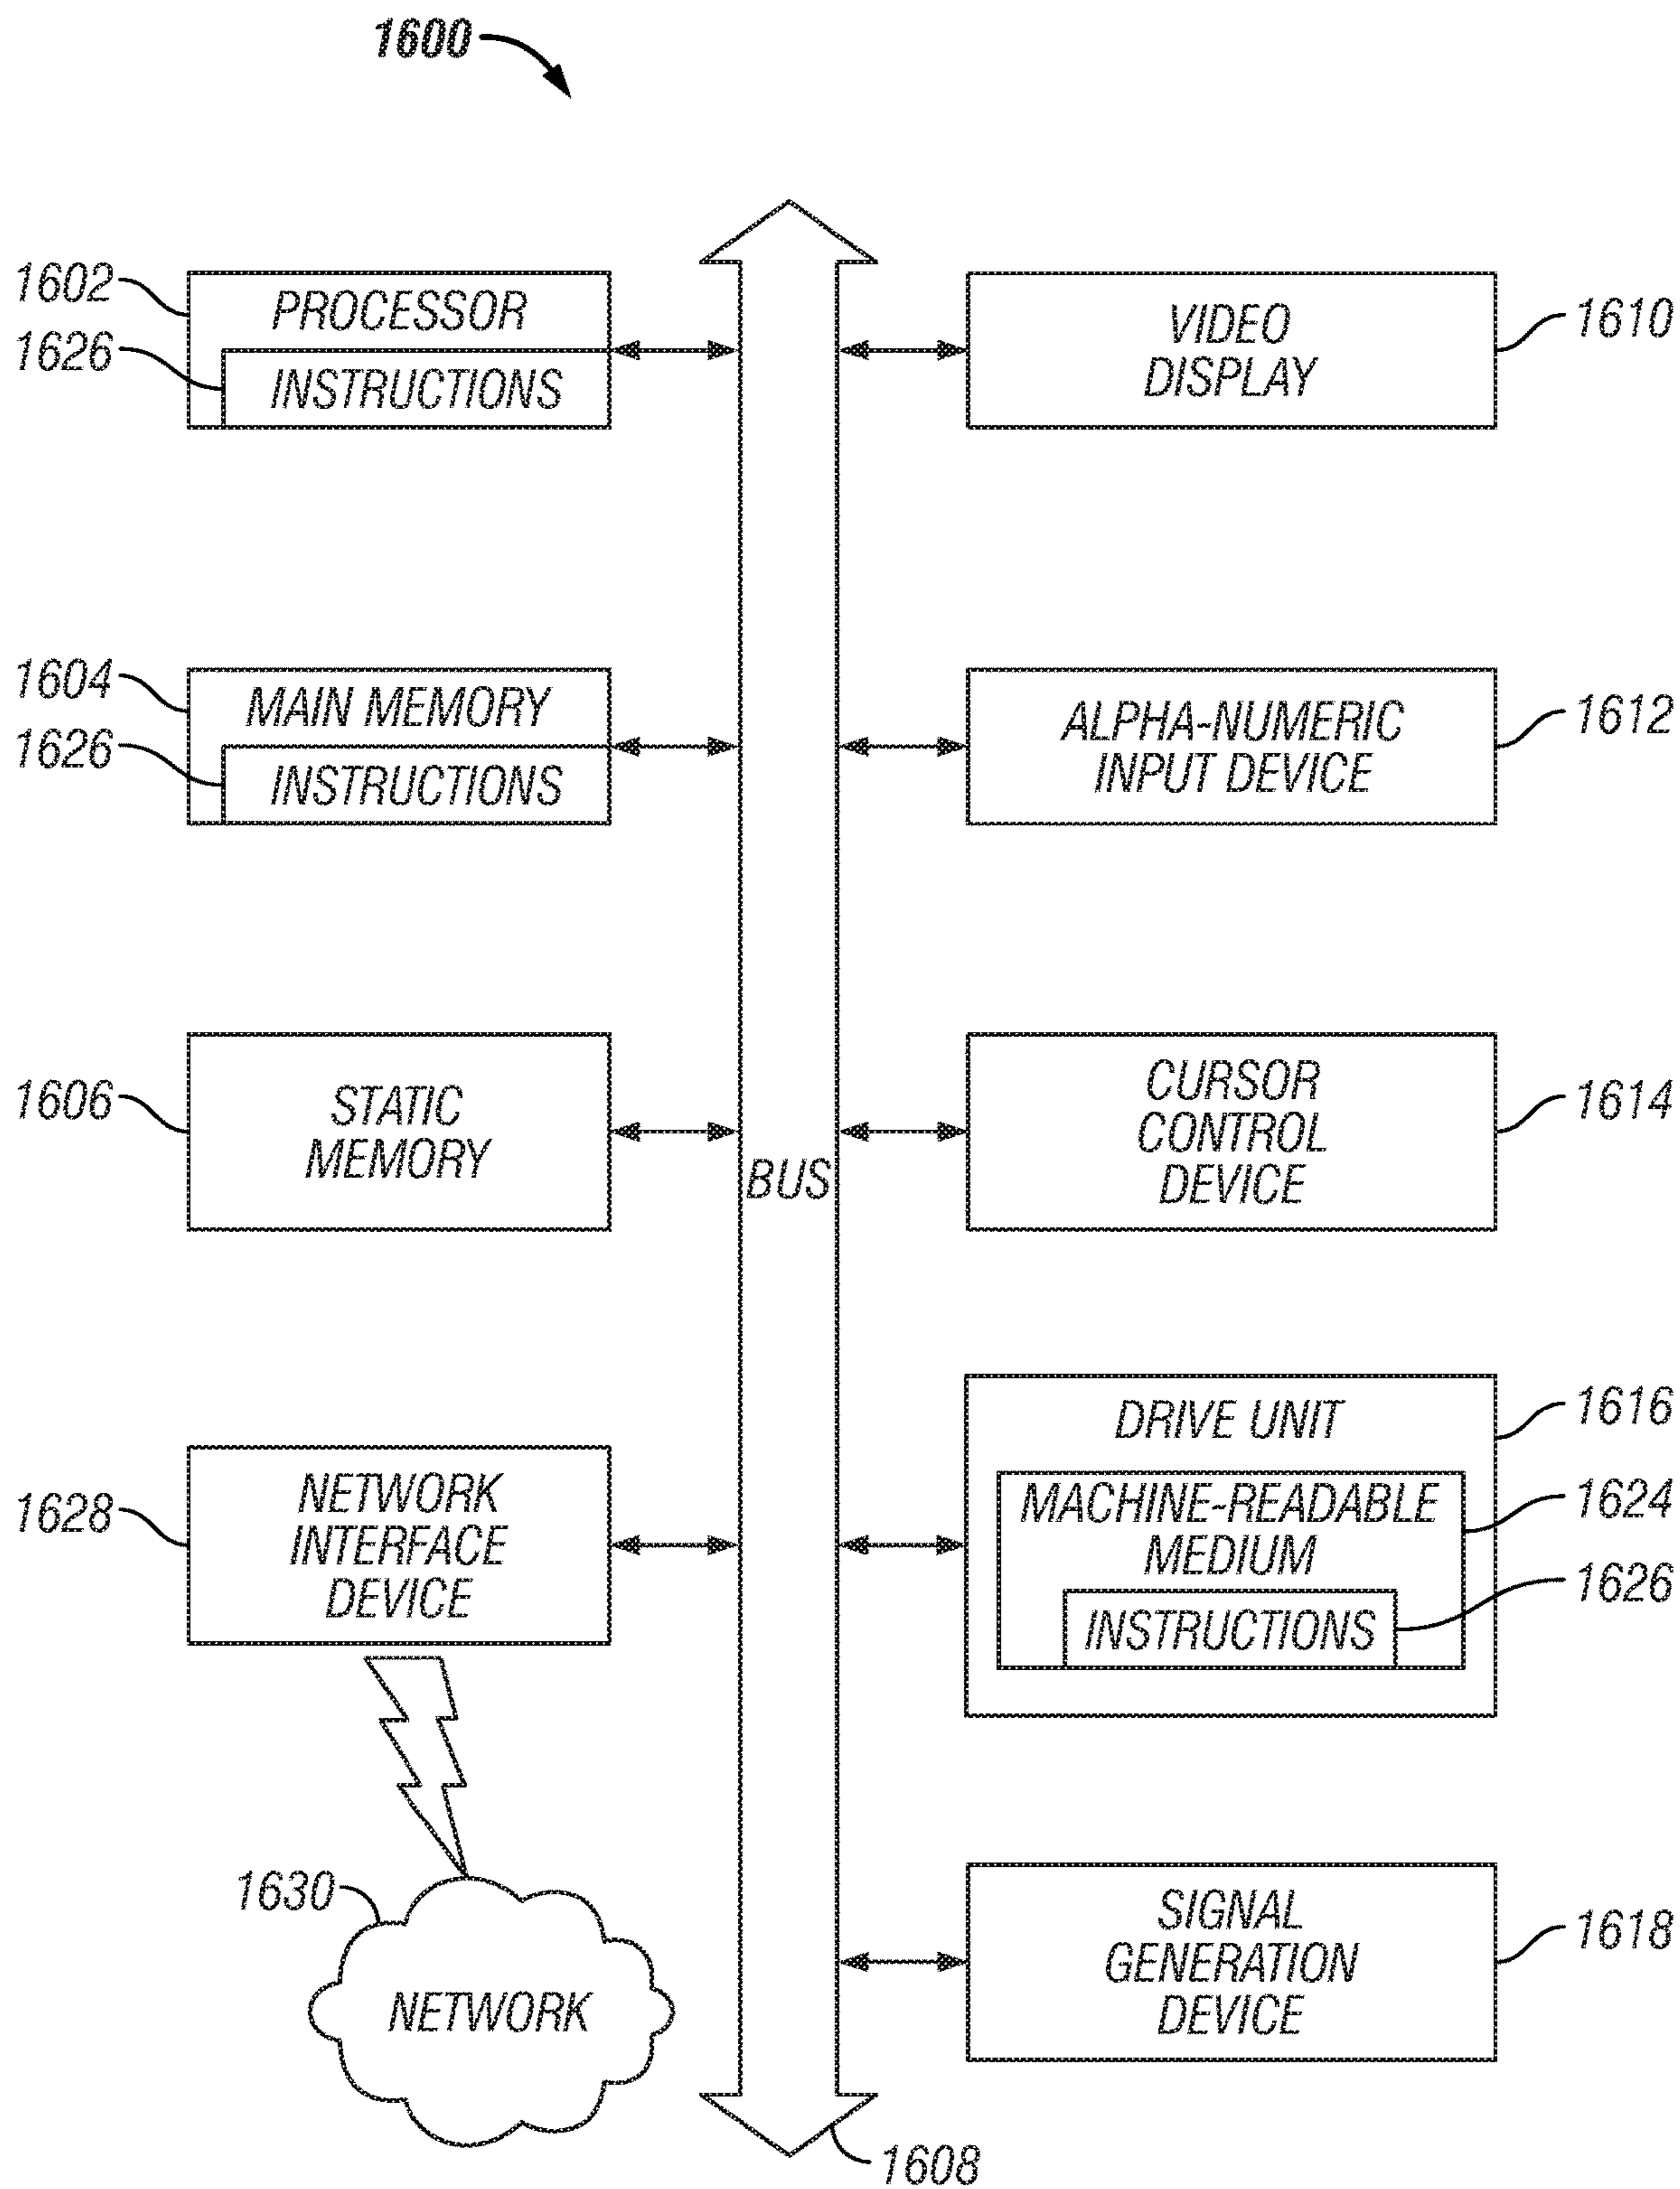 1600
1602
PROCESSOR
1626
INSTRUCTIONS
VIDEO
DISPLAY
1610
1604
MAIN MEMORY
1626
INSTRUCTIONS
ALPHA-NUMERIC
INPUT DEVICE
1612
1606
STATIC
MEMORY
BUS
CURSOR
CONTROL
DEVICE
1614
1628
NETWORK
INTERFACE
DEVICE
DRIVE UNIT
1616
MACHINE-READABLE
MEDIUM
1624
INSTRUCTIONS
1626
1630
NETWORK
SIGNAL
GENERATION
DEVICE
1618
1608